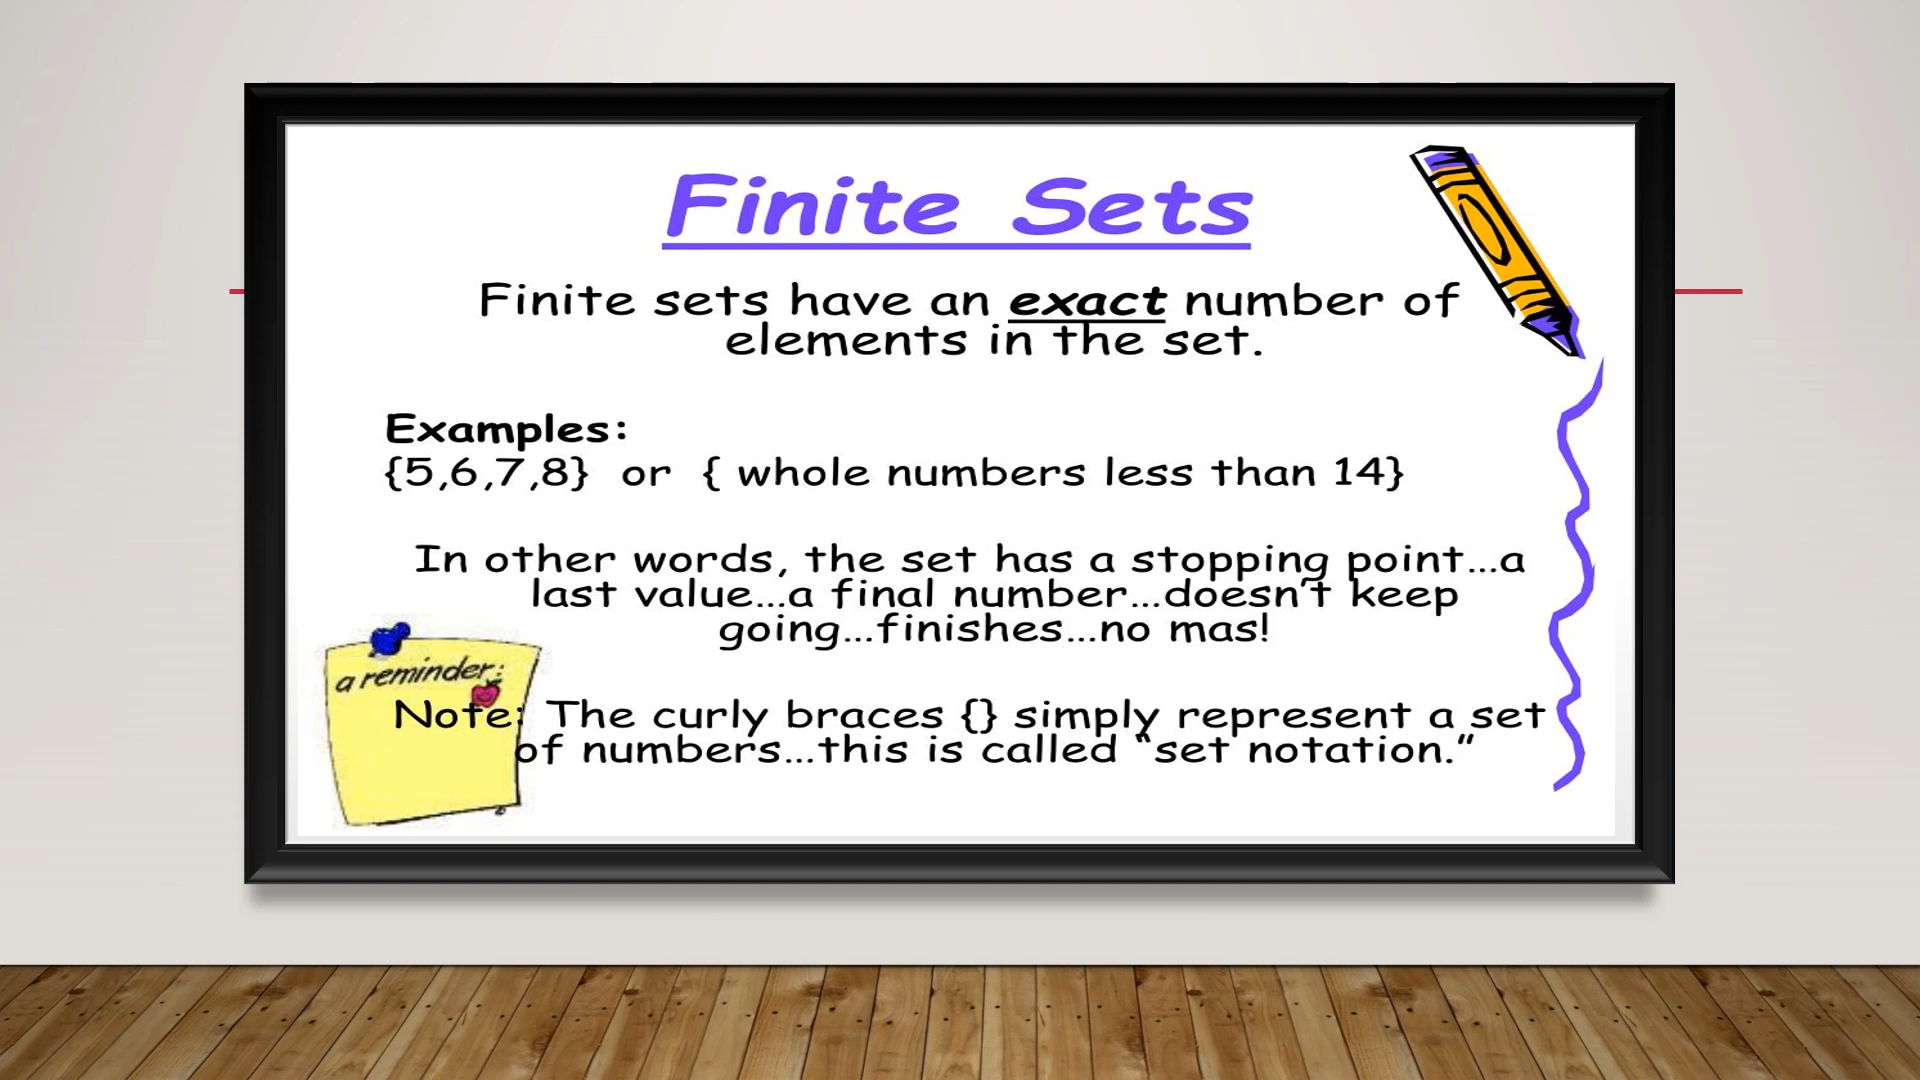 Finite Sets
Finite sets have an exact number of
elements in the set.
Examples:
{5,6,7,8} or { whole numbers less than 14}
In other words, the set has a stopping point…a
last value…a final number…doesn’t keep
going…finishes…no mas!
a reminder:
Note: The curly braces {} simply represent a set
of numbers…this is called “set notation.”